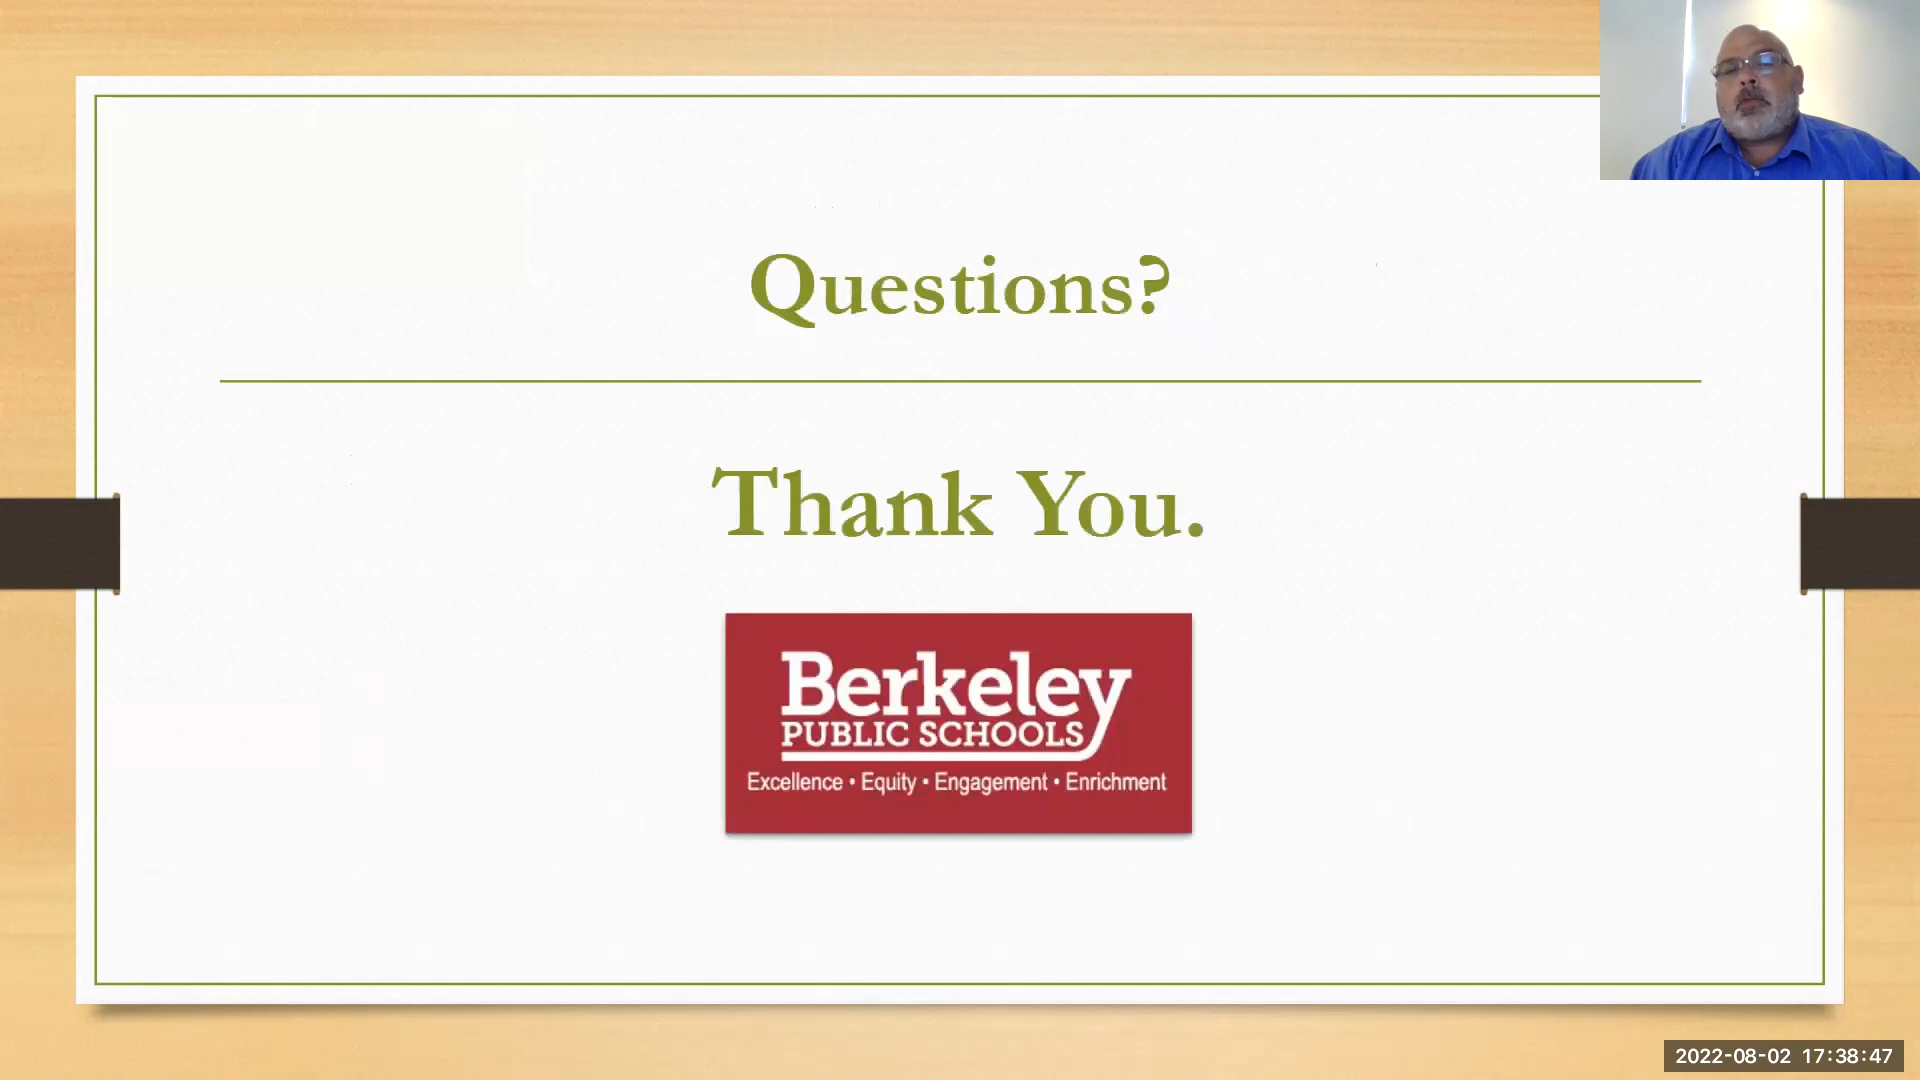 Questions?
Thank You.
Berkeley
PUBLIC SCHOOLS
Excellence • Equity • Engagement • Enrichment
2022-08-02 17:38:47